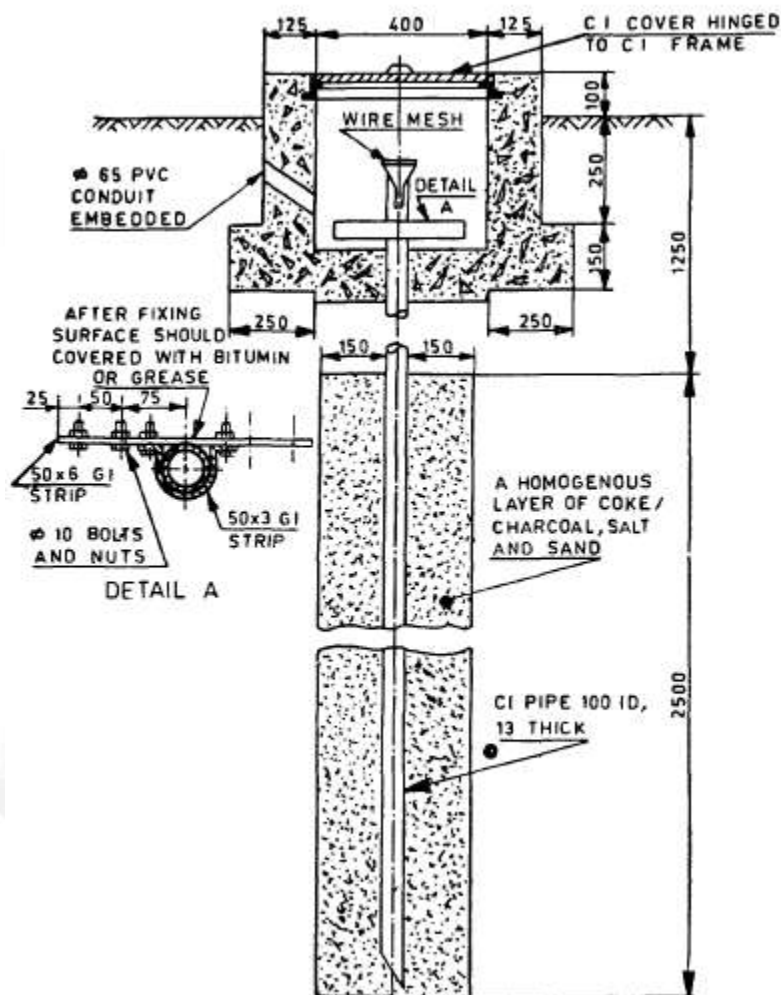 125
400
125
C I COVER HINGED
TO C I FRAME
100
WIRE MESH
ϕ 65 PVC
CONDUIT
EMBEDDED
DETAIL
A
250
150
1250
250
250
AFTER FIXING
SURFACE SHOULD
COVERED WITH BITUMIN
OR GREASE
150
150
25
50
75
50x6 GI
STRIP
50x3 GI
STRIP
ϕ 10 BOLTS
AND NUTS
DETAIL A
A HOMOGENOUS
LAYER OF COKE/
CHARCOAL, SALT
AND SAND
2500
CI PIPE 100 ID,
13 THICK